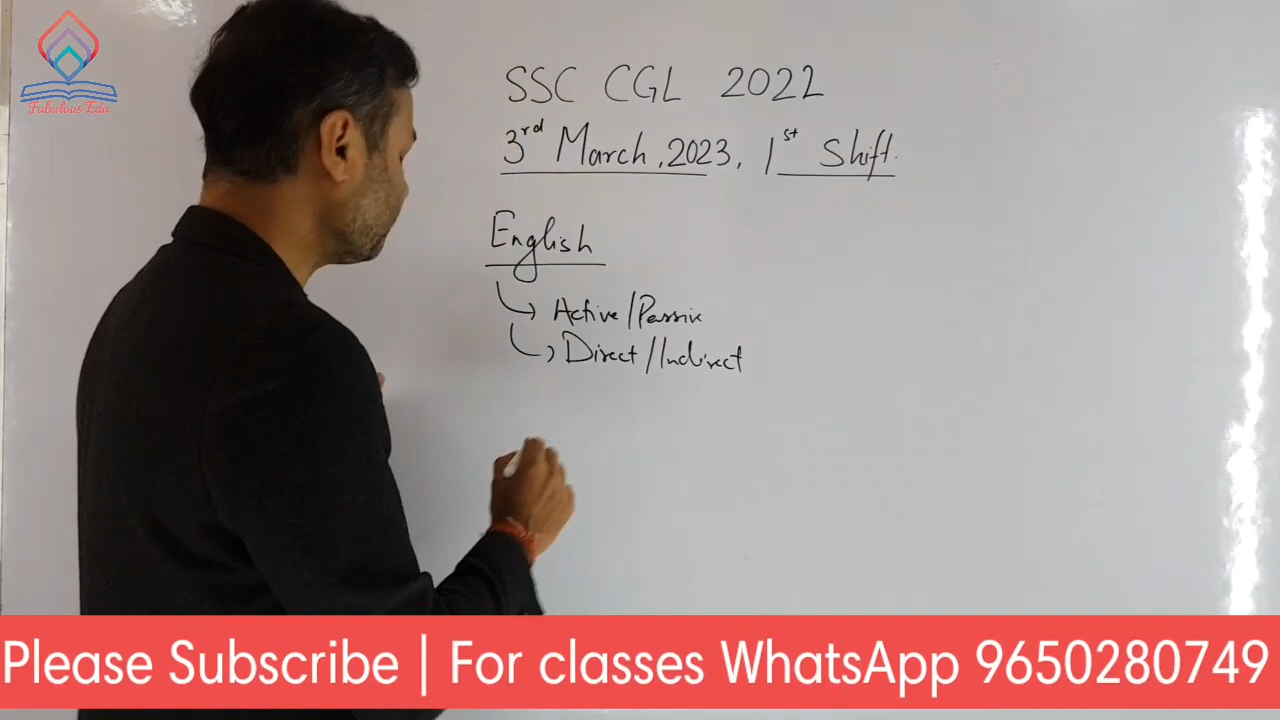 Fabulous Edu
SSC CGL 2022
3rd March, 2023, 1st Shift.
English
Active/Passive
Direct/Indirect
Please Subscribe | For classes WhatsApp 9650280749